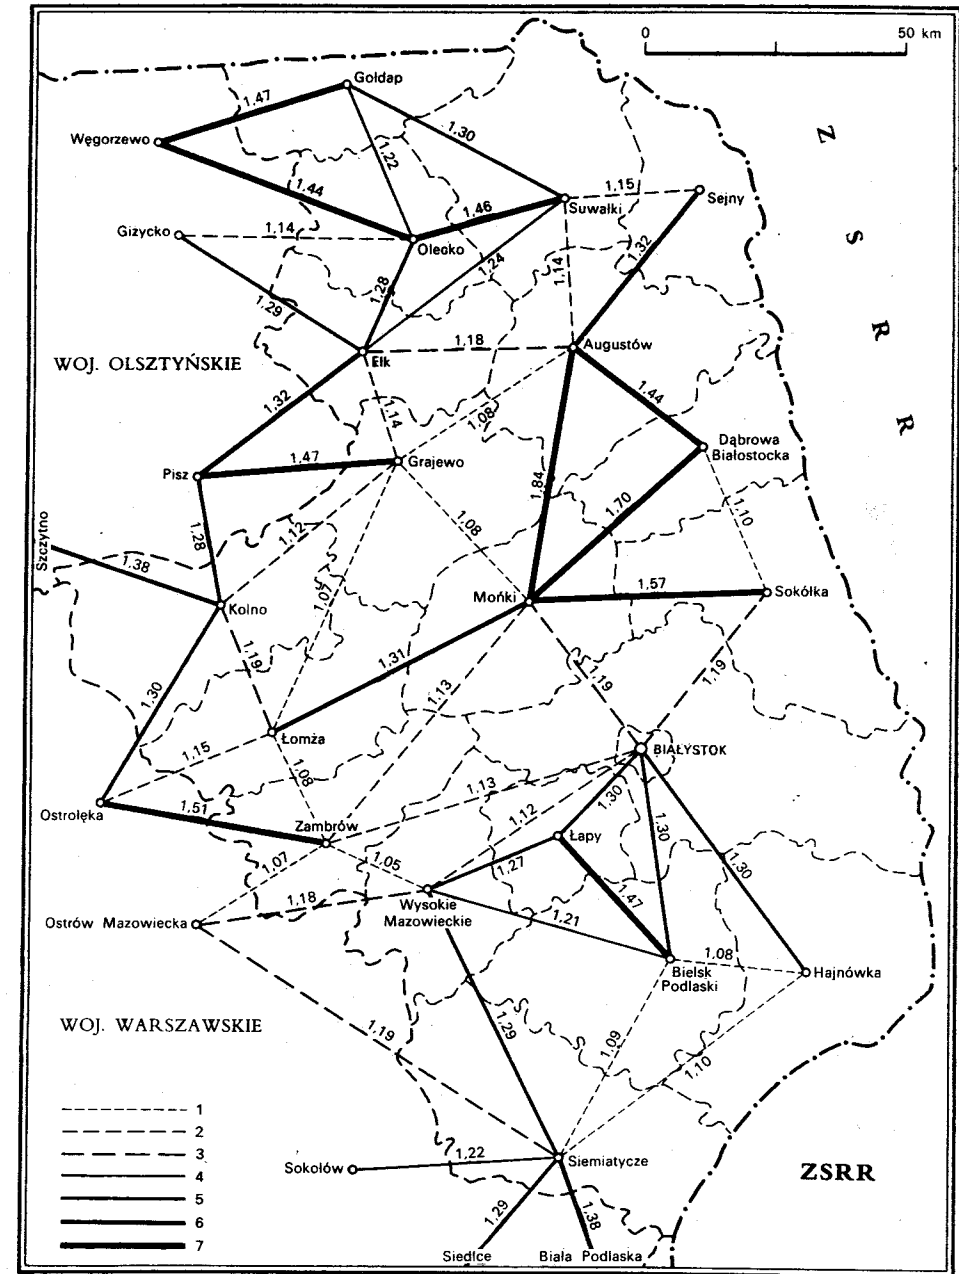 0
50 km
Gołdap
1.47
Węgorzewo
1.30
1.22
Z
1.44
1.46
1.15
Suwałki
Sejny
Giżycko
1.14
Olecko
S
1.24
1.14
1.32
1.29
1.28
R
WOJ. OLSZTYŃSKIE
Ełk
1.18
Augustów
1.32
1.14
1.08
1.44
R
Dąbrowa
Białostocka
Pisz
1.47
Grajewo
1.84
1.70
1.10
Szczytno
1.28
1.12
1.08
1.38
1.07
Kolno
Mońki
1.57
Sokółka
1.19
1.31
1.13
1.19
1.19
1.30
Łomża
1.15
1.08
BIAŁYSTOK
1.13
Ostrołęka
1.51
Zambrów
1.12
1.30
Łapy
1.30
1.30
1.07
1.05
1.27
1.47
Ostrów Mazowiecka
1.18
Wysokie
Mazowieckie
1.21
1.08
Bielsk
Podlaski
Hajnówka
WOJ. WARSZAWSKIE
1.19
1.29
1.09
1.10
1
2
3
4
5
6
7
Sokołów
1.22
Siemiatycze
ZSRR
1.29
1.38
Siedlce
Biała Podlaska